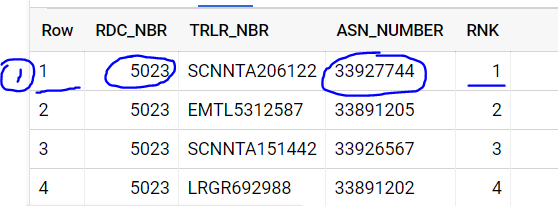 Row RDC_NBR TRLR_NBR ASN_NUMBER RNK
1 1 5023 SCNNTA206122 33927744 1
2 5023 EMTL5312587 33891205 2
3 5023 SCNNTA151442 33926567 3
4 5023 LRGR692988 33891202 4